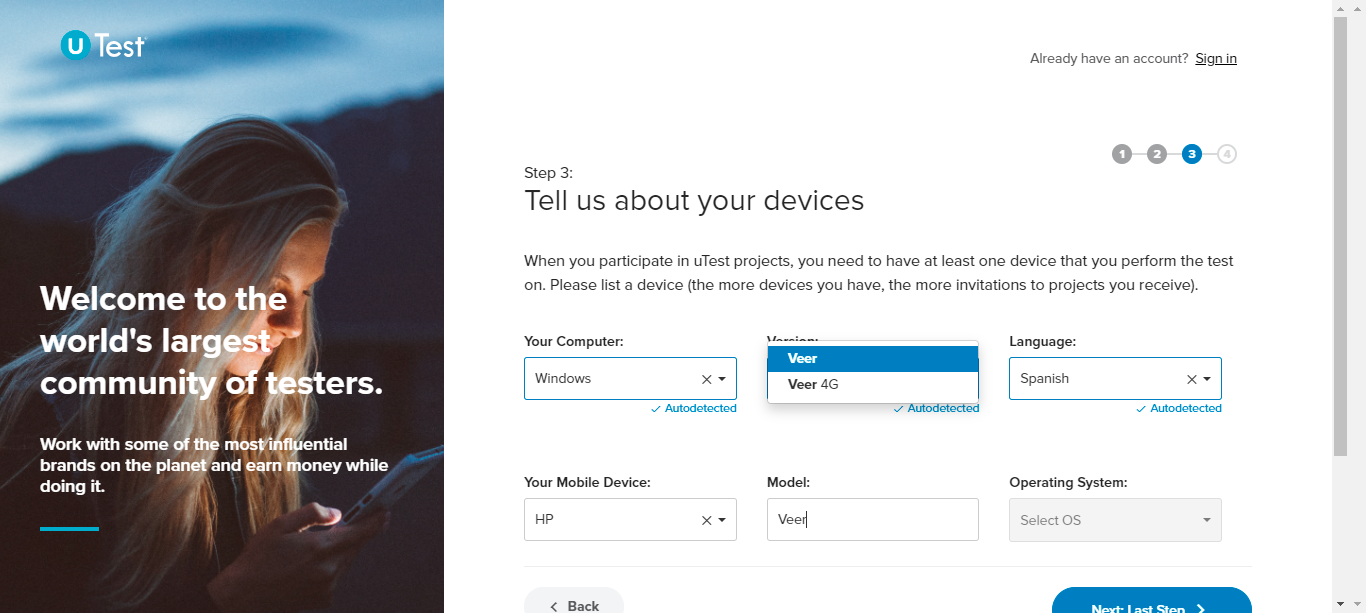 uTest
Already have an account? Sign in
1 2 3 4
Step 3:
Tell us about your devices
When you participate in uTest projects, you need to have at least one device that you perform the test
on. Please list a device (the more devices you have, the more invitations to projects you receive).
Welcome to the
world's largest
community of testers.
Work with some of the most influential
brands on the planet and earn money while
doing it.
Your Computer: Version: Language:
Windows Veer Spanish
Veer 4G
Autodetected Autodetected Autodetected
Your Mobile Device: Model: Operating System:
HP Veer Select OS
Back Next: Last Step